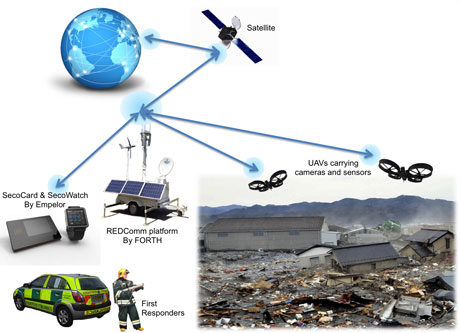 Satellite
UAVs carrying
cameras and sensors
SecoCard & SecoWatch
By Empelor
REDComm platform
By FORTH
First
Responders